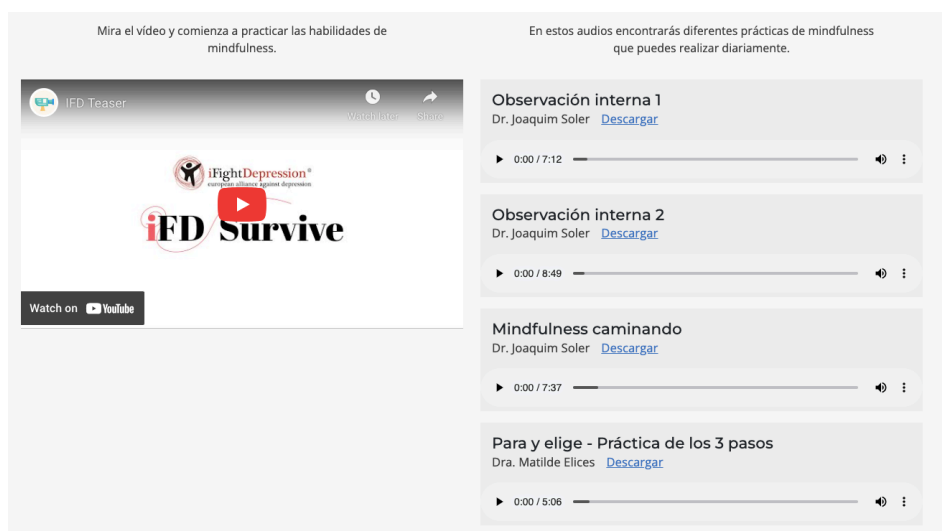 Mira el vídeo y comienza a practicar las habilidades de
mindfulness.
IFD Teaser
Watch later
Share
iFightDepression®
european alliance against depression
iFD Survive
Watch on YouTube
En estos audios encontrarás diferentes prácticas de mindfulness
que puedes realizar diariamente.
Observación interna 1
Dr. Joaquim Soler Descargar
0:00 / 7:12
Observación interna 2
Dr. Joaquim Soler Descargar
0:00 / 8:49
Mindfulness caminando
Dr. Joaquim Soler Descargar
0:00 / 7:37
Para y elige - Práctica de los 3 pasos
Dra. Matilde Elices Descargar
0:00 / 5:06